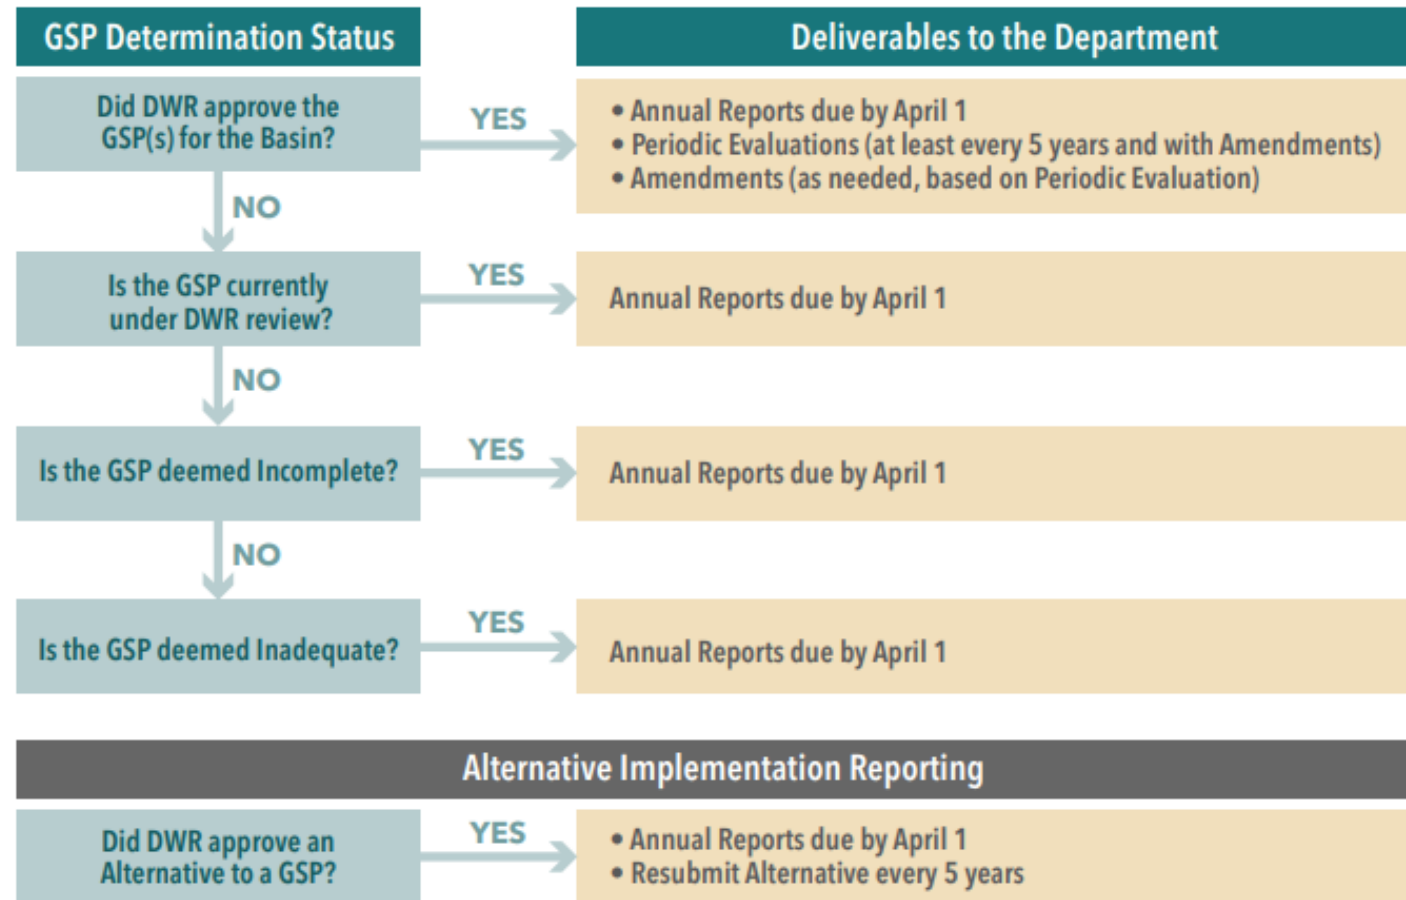 GSP Determination Status
Deliverables to the Department
Did DWR approve the
GSP(s) for the Basin?
YES
• Annual Reports due by April 1
• Periodic Evaluations (at least every 5 years and with Amendments)
• Amendments (as needed, based on Periodic Evaluation)
NO
Is the GSP currently
under DWR review?
YES
Annual Reports due by April 1
NO
Is the GSP deemed Incomplete?
YES
Annual Reports due by April 1
NO
Is the GSP deemed Inadequate?
YES
Annual Reports due by April 1
Alternative Implementation Reporting
Did DWR approve an
Alternative to a GSP?
YES
• Annual Reports due by April 1
• Resubmit Alternative every 5 years